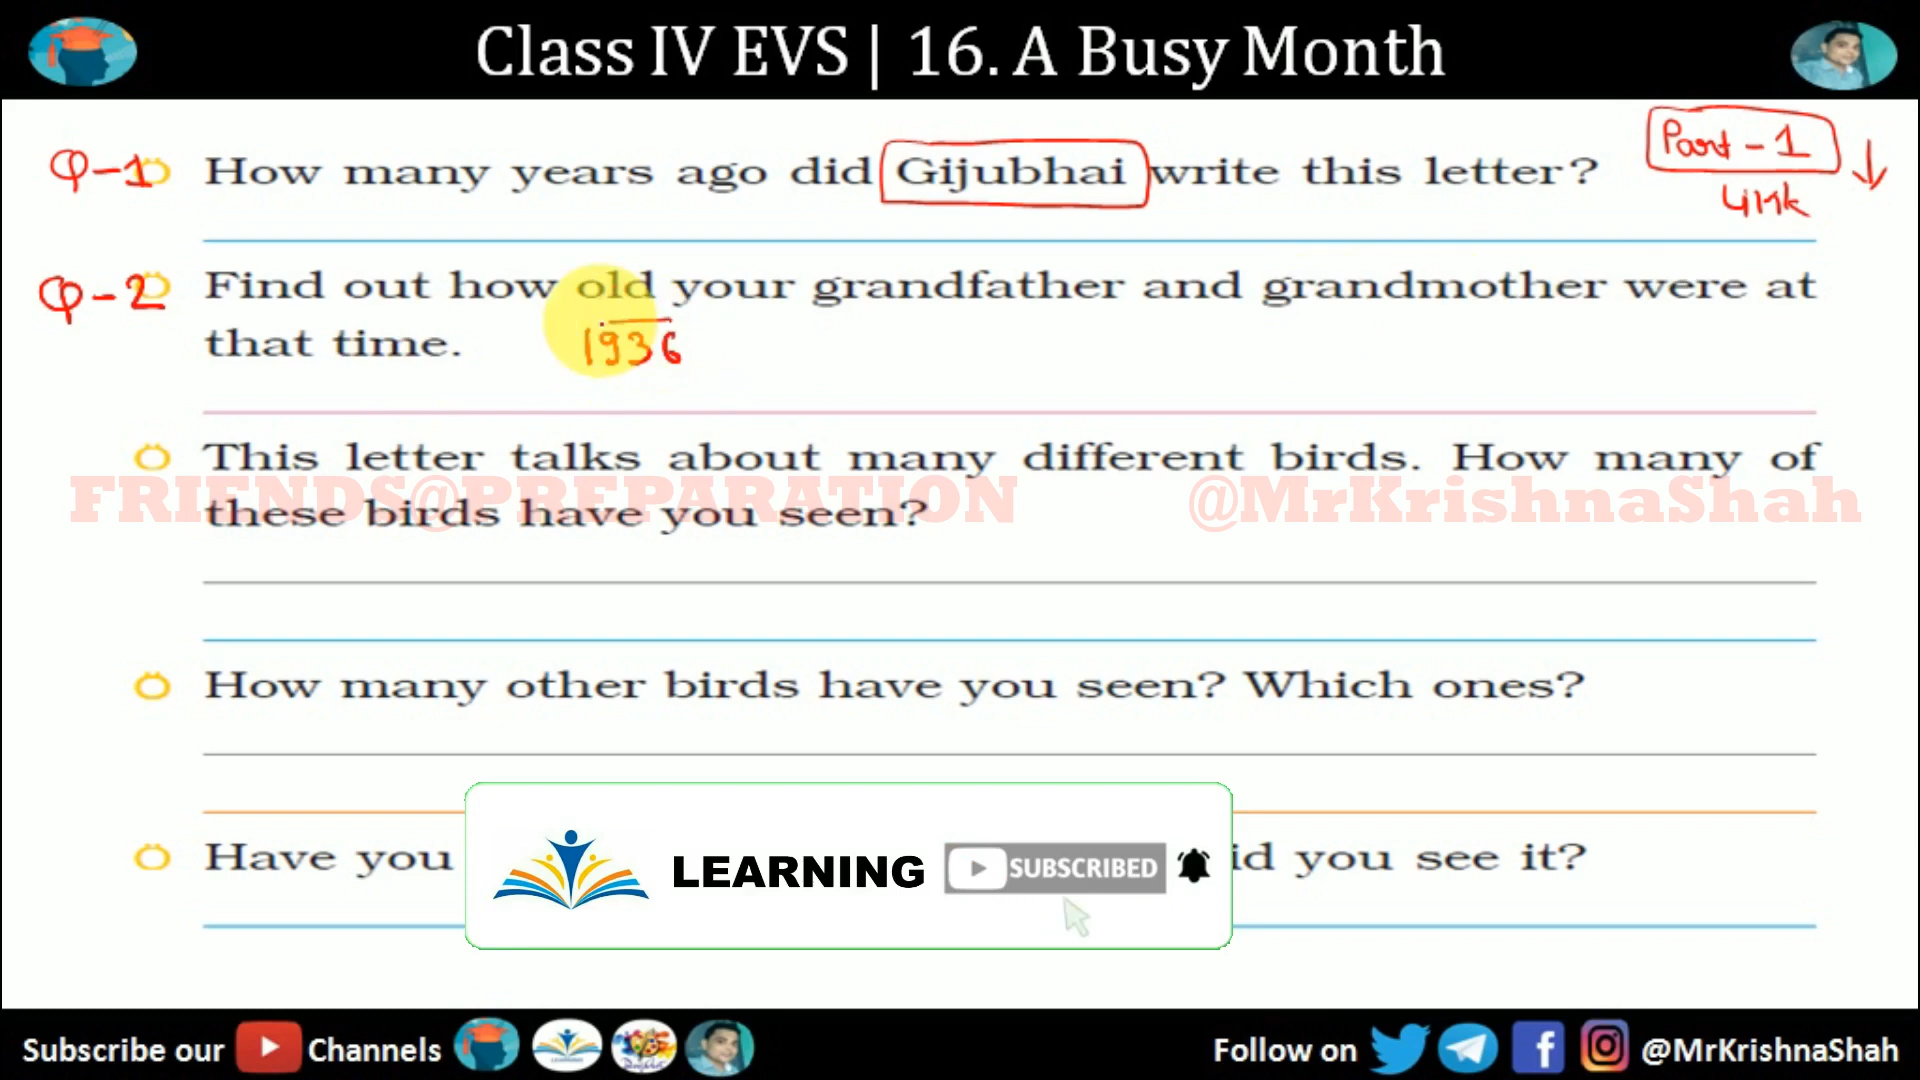 Class IV EVS | 16. A Busy Month
Part-1
Link
Q-1 How many years ago did Gijubhai write this letter?
Q-2 Find out how old your grandfather and grandmother were at
that time.
1936
This letter talks about many different birds. How many of
these birds have you seen?
FRIENDS@PREPARATION @MrKrishnaShah
How many other birds have you seen? Which ones?
Have you id you see it?
LEARNING SUBSCRIBED
Subscribe our Channels Follow on @MrKrishnaShah